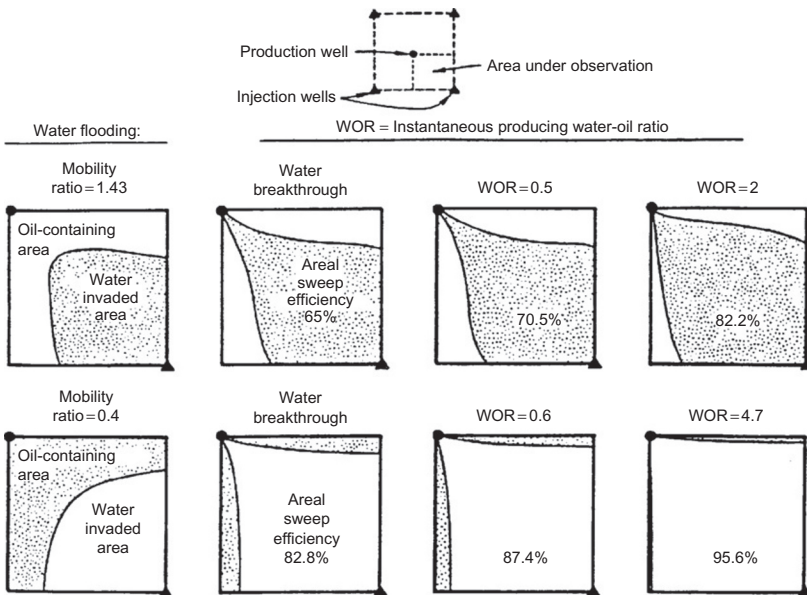 Production well
Area under observation
Injection wells
Water flooding:
WOR = Instantaneous producing water-oil ratio
Mobility
ratio = 1.43
Water
breakthrough
WOR = 0.5
WOR = 2
Oil-containing
area
Water
invaded
area
Areal
sweep
efficiency
65%
70.5%
82.2%
Mobility
ratio = 0.4
Water
breakthrough
WOR = 0.6
WOR = 4.7
Oil-containing
area
Water
invaded
area
Areal
sweep
efficiency
82.8%
87.4%
95.6%